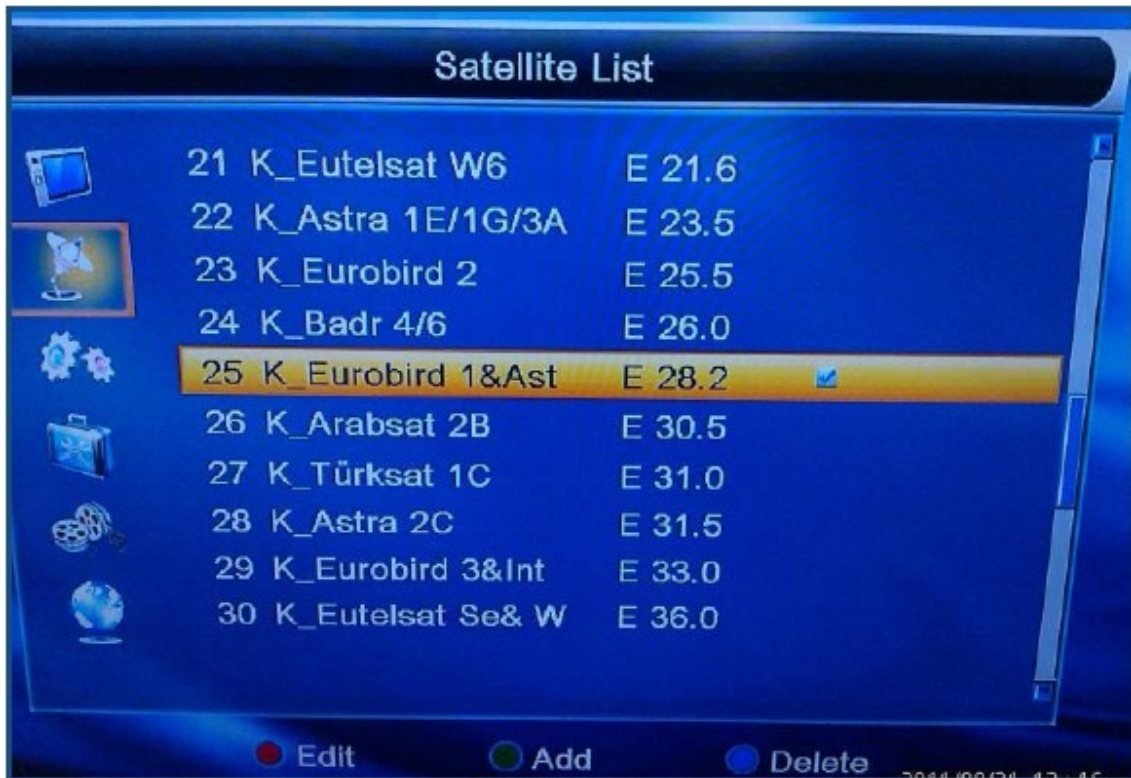 Satellite List
21 K_Eutelsat W6 E 21.6
22 K_Astra 1E/1G/3A E 23.5
23 K_Eurobird 2 E 25.5
24 K_Badr 4/6 E 26.0
25 K_Eurobird 1&Ast E 28.2
26 K_Arabsat 2B E 30.5
27 K_Türksat 1C E 31.0
28 K_Astra 2C E 31.5
29 K_Eurobird 3&Int E 33.0
30 K_Eutelsat Se& W E 36.0
Edit Add Delete